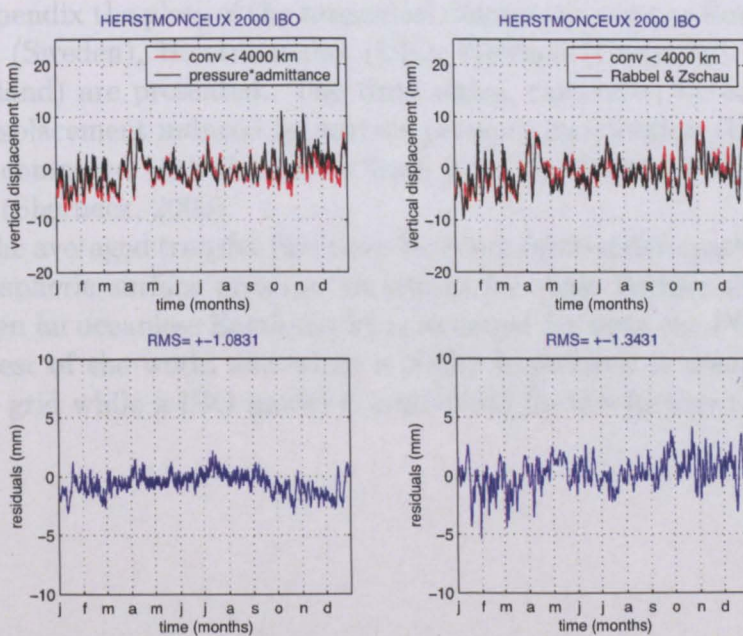 HERSTMONCEUX 2000 IBO
conv < 4000 km
pressure*admittance
vertical displacement (mm)
20
10
0
−10
−20
j f m a m j j a s o n d
time (months)
HERSTMONCEUX 2000 IBO
conv < 4000 km
Rabbel & Zschau
vertical displacement (mm)
20
10
0
−10
−20
j f m a m j j a s o n d
time (months)
RMS= +−1.0831
residuals (mm)
10
5
0
−5
−10
j f m a m j j a s o n d
time (months)
RMS= +−1.3431
residuals (mm)
10
5
0
−5
−10
j f m a m j j a s o n d
time (months)